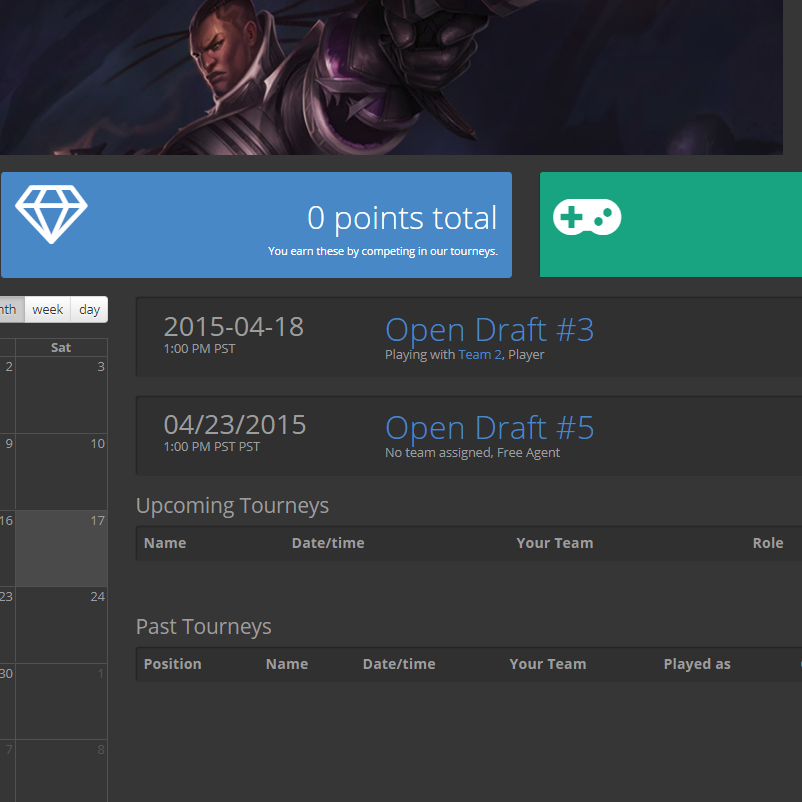 0 points total
You earn these by competing in our tourneys.
nth week day
Sat
2 3
9 10
16 17
23 24
30 1
7 8
2015-04-18
1:00 PM PST
Open Draft #3
Playing with Team 2, Player
04/23/2015
1:00 PM PST PST
Open Draft #5
No team assigned, Free Agent
Upcoming Tourneys
Name Date/time Your Team Role
Past Tourneys
Position Name Date/time Your Team Played as